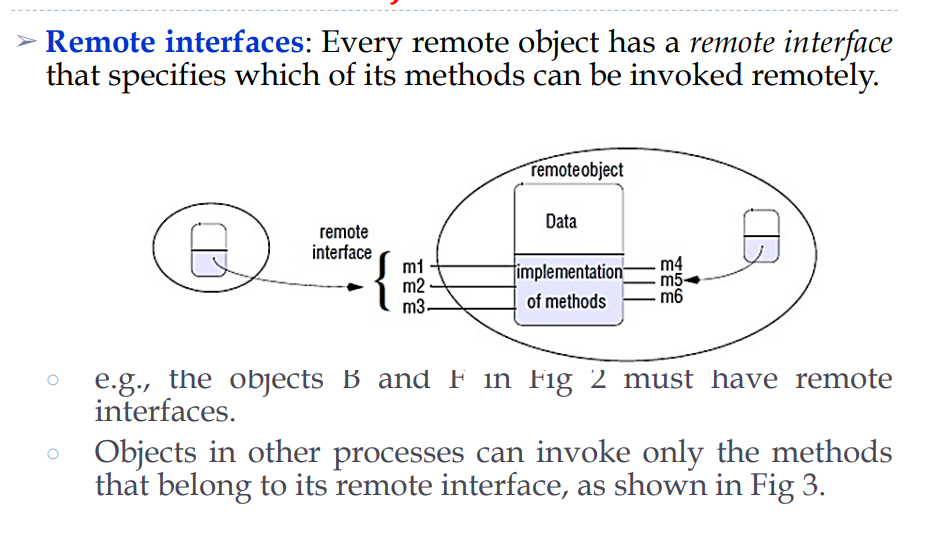 ➢ Remote interfaces: Every remote object has a remote interface
that specifies which of its methods can be invoked remotely.
remoteobject
Data
remote
interface
m1
m2
m3
implementation
of methods
m4
m5
m6
○ e.g., the objects B and F in Fig 2 must have remote
interfaces.
○ Objects in other processes can invoke only the methods
that belong to its remote interface, as shown in Fig 3.